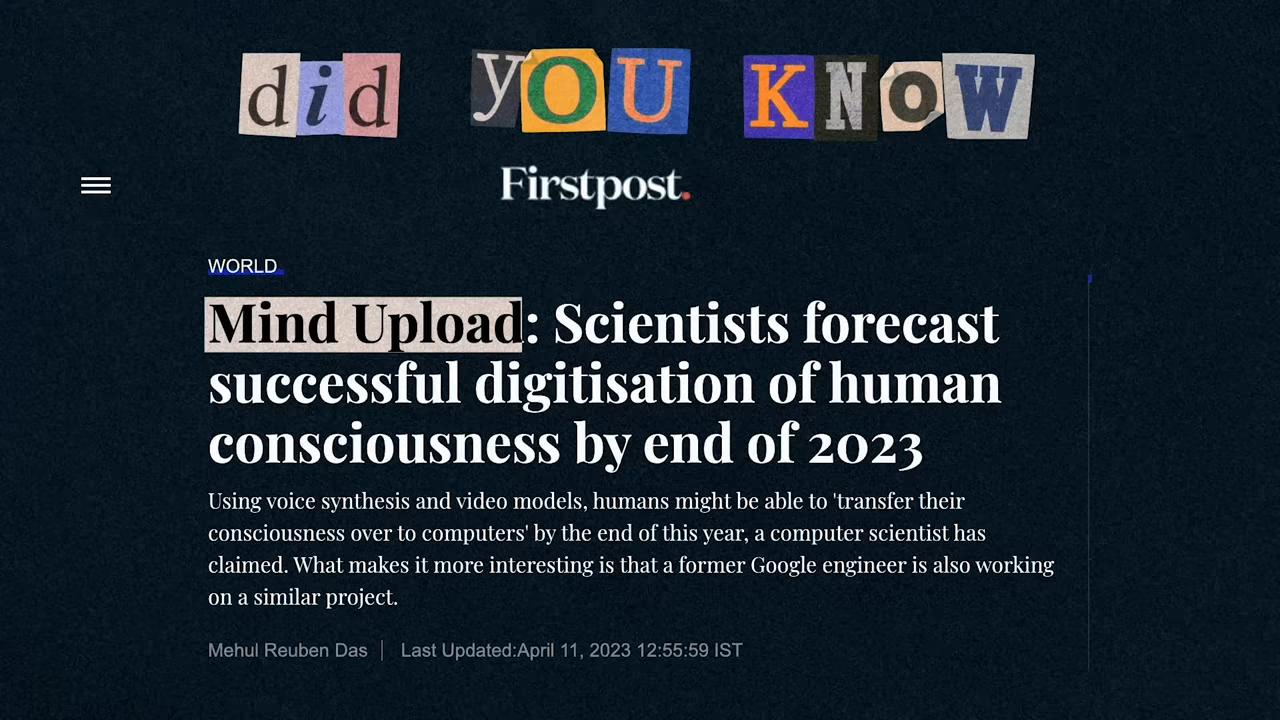 did yOU KNOW
Firstpost.
WORLD
Mind Upload: Scientists forecast
successful digitisation of human
consciousness by end of 2023
Using voice synthesis and video models, humans might be able to 'transfer their
consciousness over to computers' by the end of this year, a computer scientist has
claimed. What makes it more interesting is that a former Google engineer is also working
on a similar project.
Mehul Reuben Das | Last Updated:April 11, 2023 12:55:59 IST